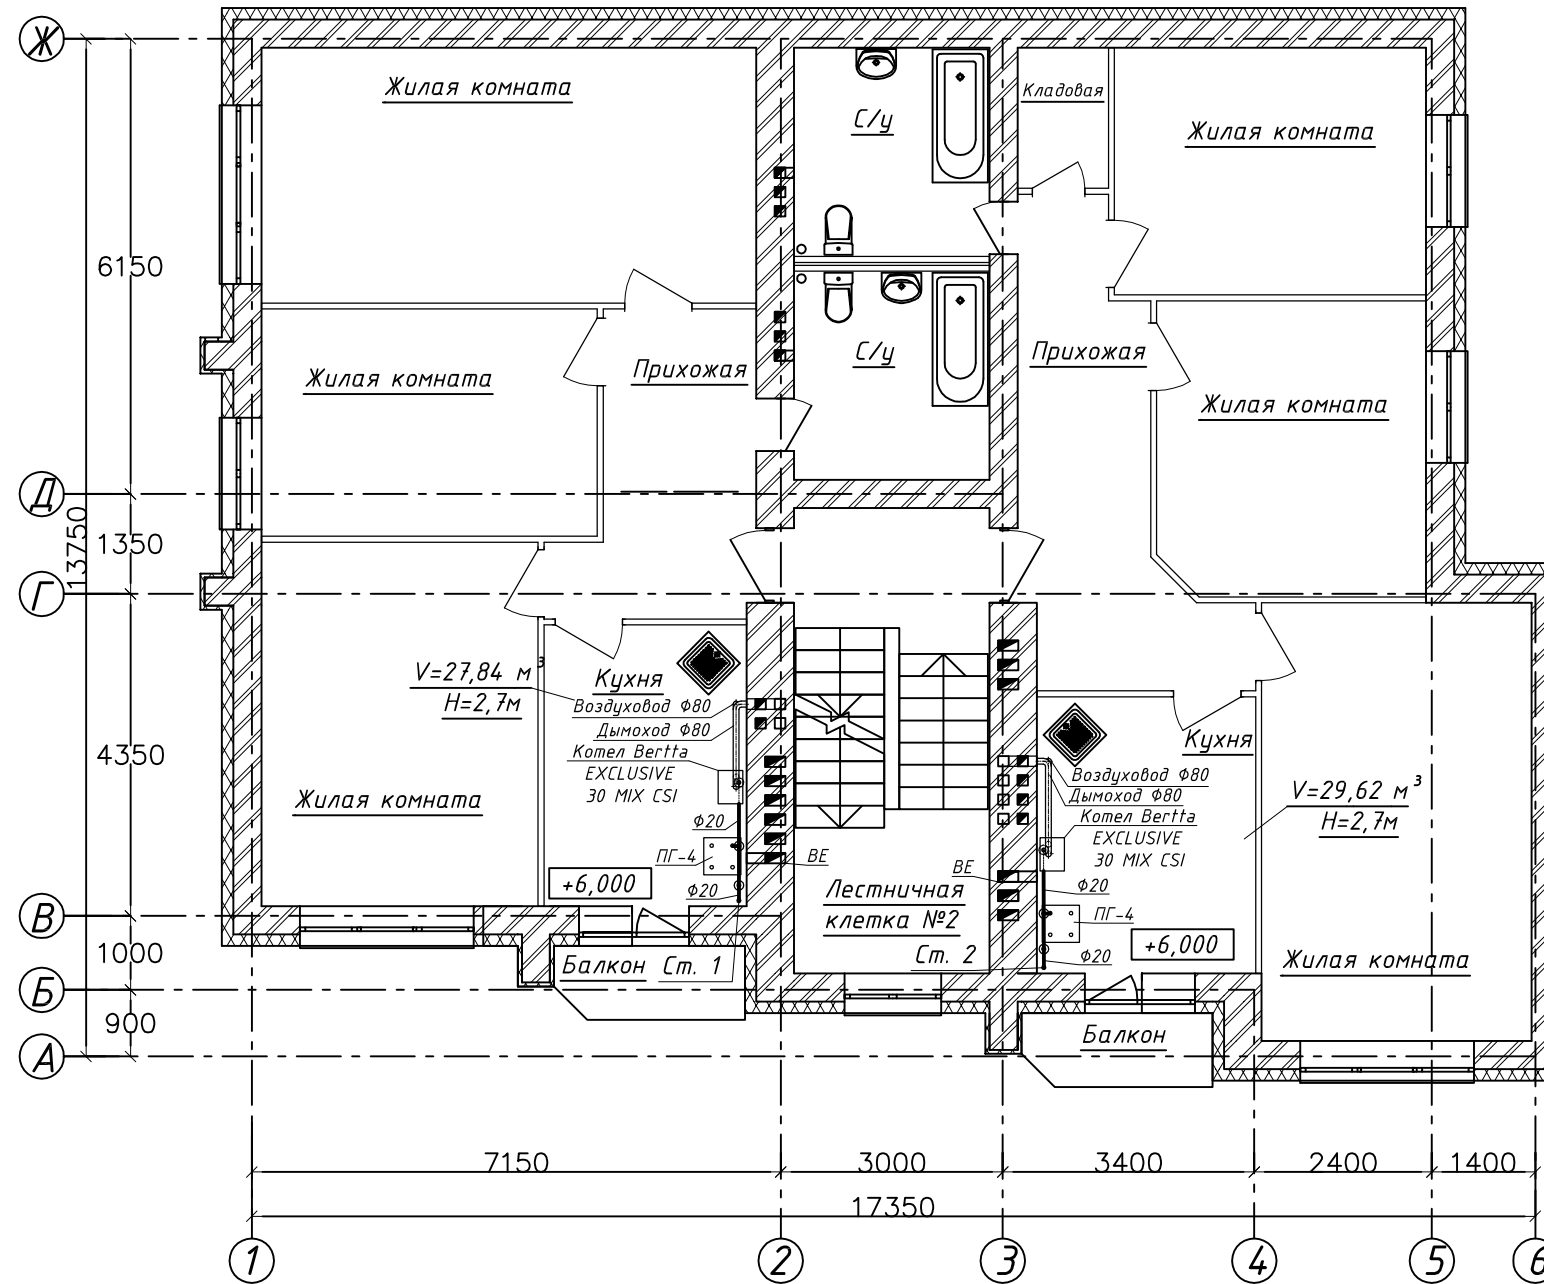 Ж
Жилая комната
С/у
Кладовая
Жилая комната
6150
Прихожая
С/у
Прихожая
Жилая комната
Жилая комната
Д
13750
1350
Г
V=27,84 м³
H=2,7м
Кухня
Воздуховод Ф80
Дымоход Ф80
Котел Bertta
EXCLUSIVE
30 MIX CSI
Ф20
ПГ-4
Ф20
ВЕ
4350
Жилая комната
+6,000
Кухня
Воздуховод Ф80
Дымоход Ф80
Котел Bertta
EXCLUSIVE
30 MIX CSI
V=29,62 м³
H=2,7м
ВЕ
Ф20
ПГ-4
Ф20
+6,000
Лестничная
клетка №2
Ст. 2
В
1000
Балкон
Ст. 1
Жилая комната
Б
900
Балкон
А
7150
3000
3400
2400
1400
17350
1
2
3
4
5
6